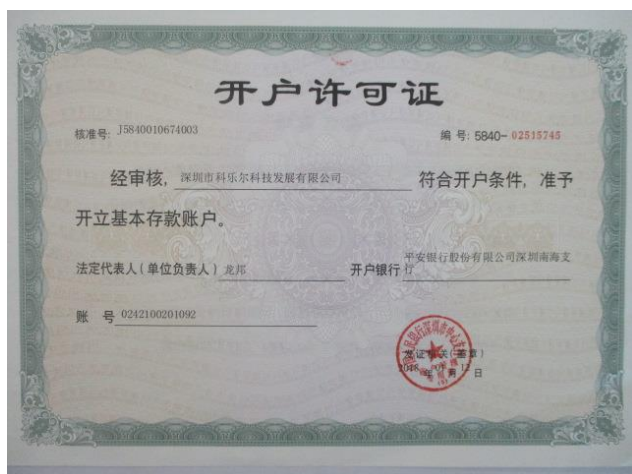 开户许可证
核准号: J5840010674003
编 号: 5840- 02515745
经审核, 深圳市科乐尔科技发展有限公司 符合开户条件, 准予
开立基本存款账户。
法定代表人(单位负责人) 龙邦
开户银行 平安银行股份有限公司深圳南海支
行
账 号 0242100201092
发证机关(盖章)
年 月 12 日